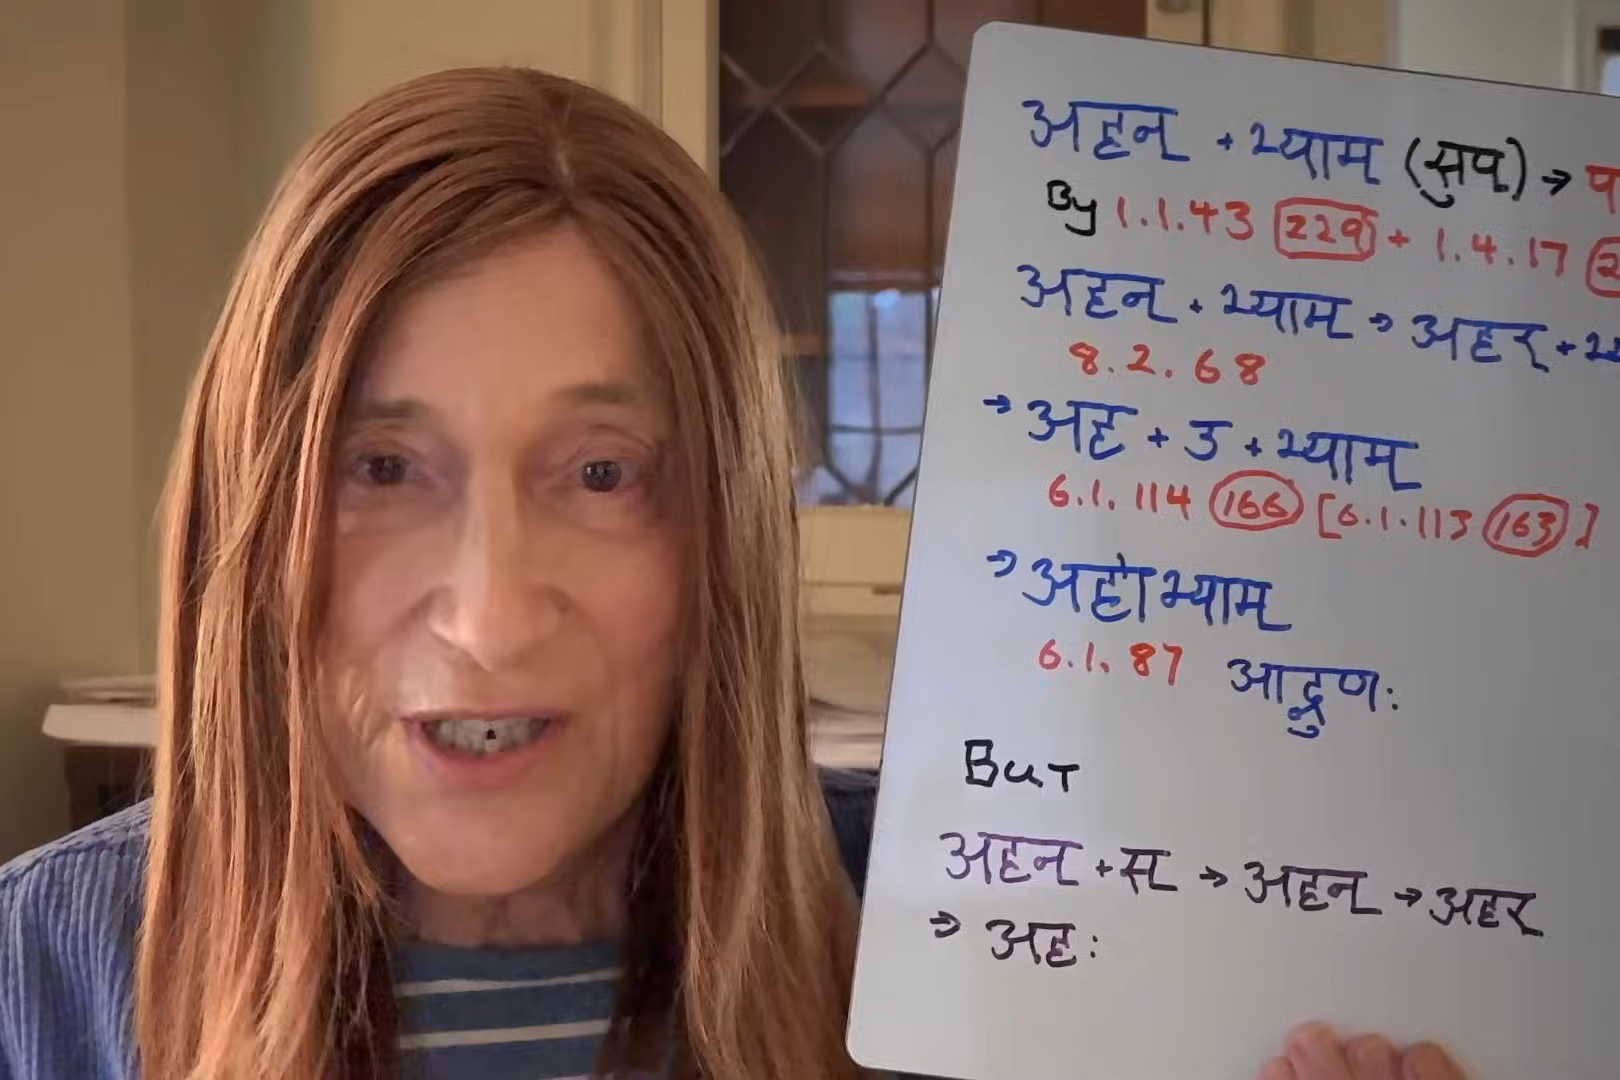 अहन् + भ्याम् (सुप्) → प
By 1.1.43 229 + 1.4.17 2
अहन् + भ्याम् → अहर् + भ्
8.2.68
→ अह + उ + भ्याम्
6.1.114 166 [6.1.113 163]
→ अहोभ्याम्
6.1.87 आद्गुणः
But
अहन् + स् → अहन् → अहर्
→ अहः